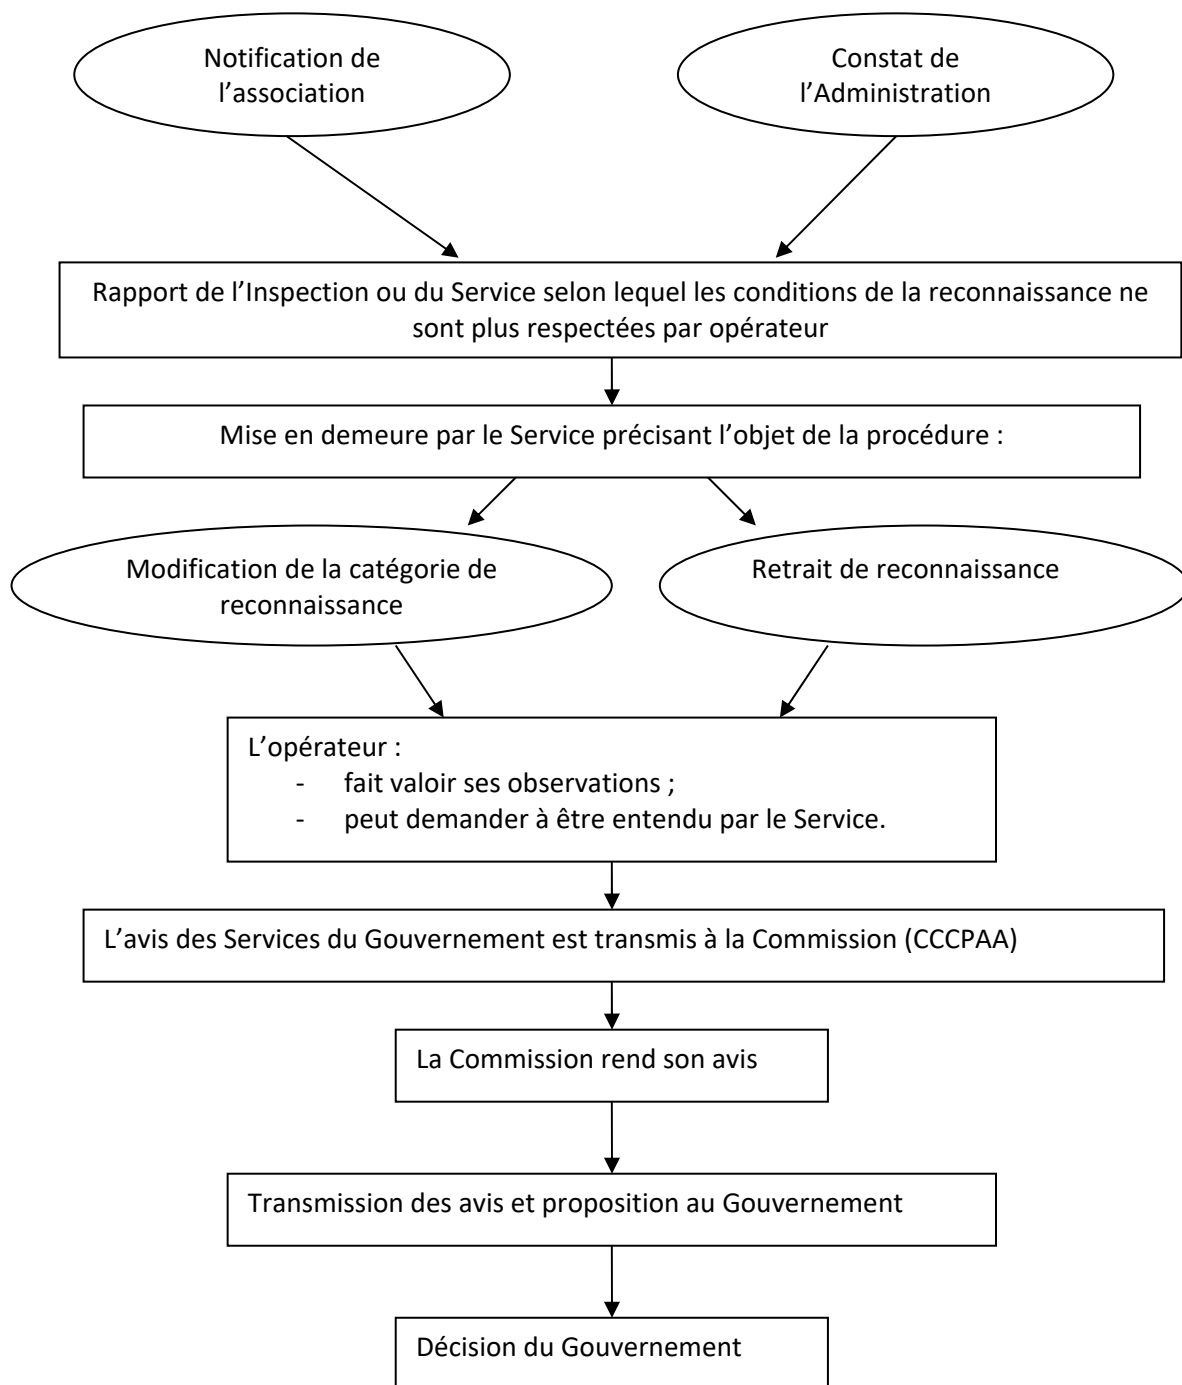 Notification de
l’association
Constat de
l’Administration
Rapport de l’Inspection ou du Service selon lequel les conditions de la reconnaissance ne
sont plus respectées par opérateur
Mise en demeure par le Service précisant l’objet de la procédure :
Modification de la catégorie de
reconnaissance
Retrait de reconnaissance
L’opérateur :
- fait valoir ses observations ;
- peut demander à être entendu par le Service.
L’avis des Services du Gouvernement est transmis à la Commission (CCCPAA)
La Commission rend son avis
Transmission des avis et proposition au Gouvernement
Décision du Gouvernement